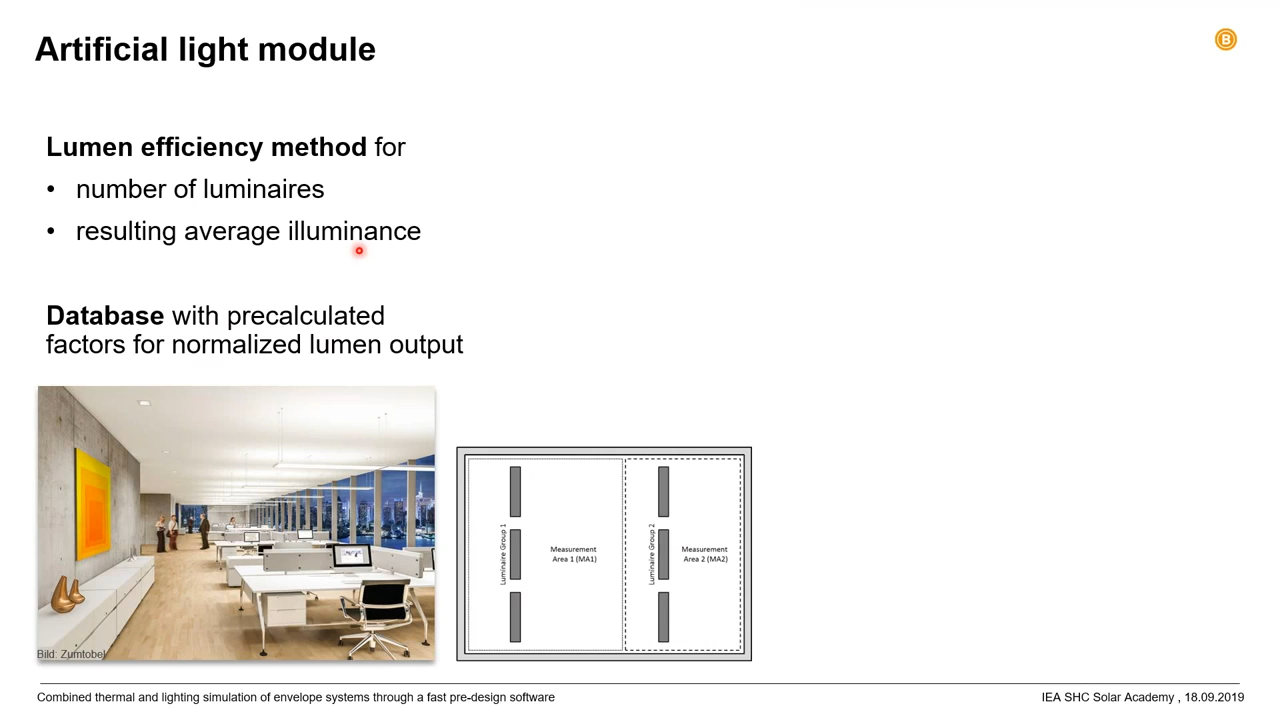 Artificial light module
B
Lumen efficiency method for
• number of luminaires
• resulting average illuminance
Database with precalculated
factors for normalized lumen output
Luminaire Group 1
Measurement
Area 1 (MA1)
Luminaire Group 2
Measurement
Area 2 (MA2)
Bild: Zumtobel
Combined thermal and lighting simulation of envelope systems through a fast pre-design software
IEA SHC Solar Academy , 18.09.2019